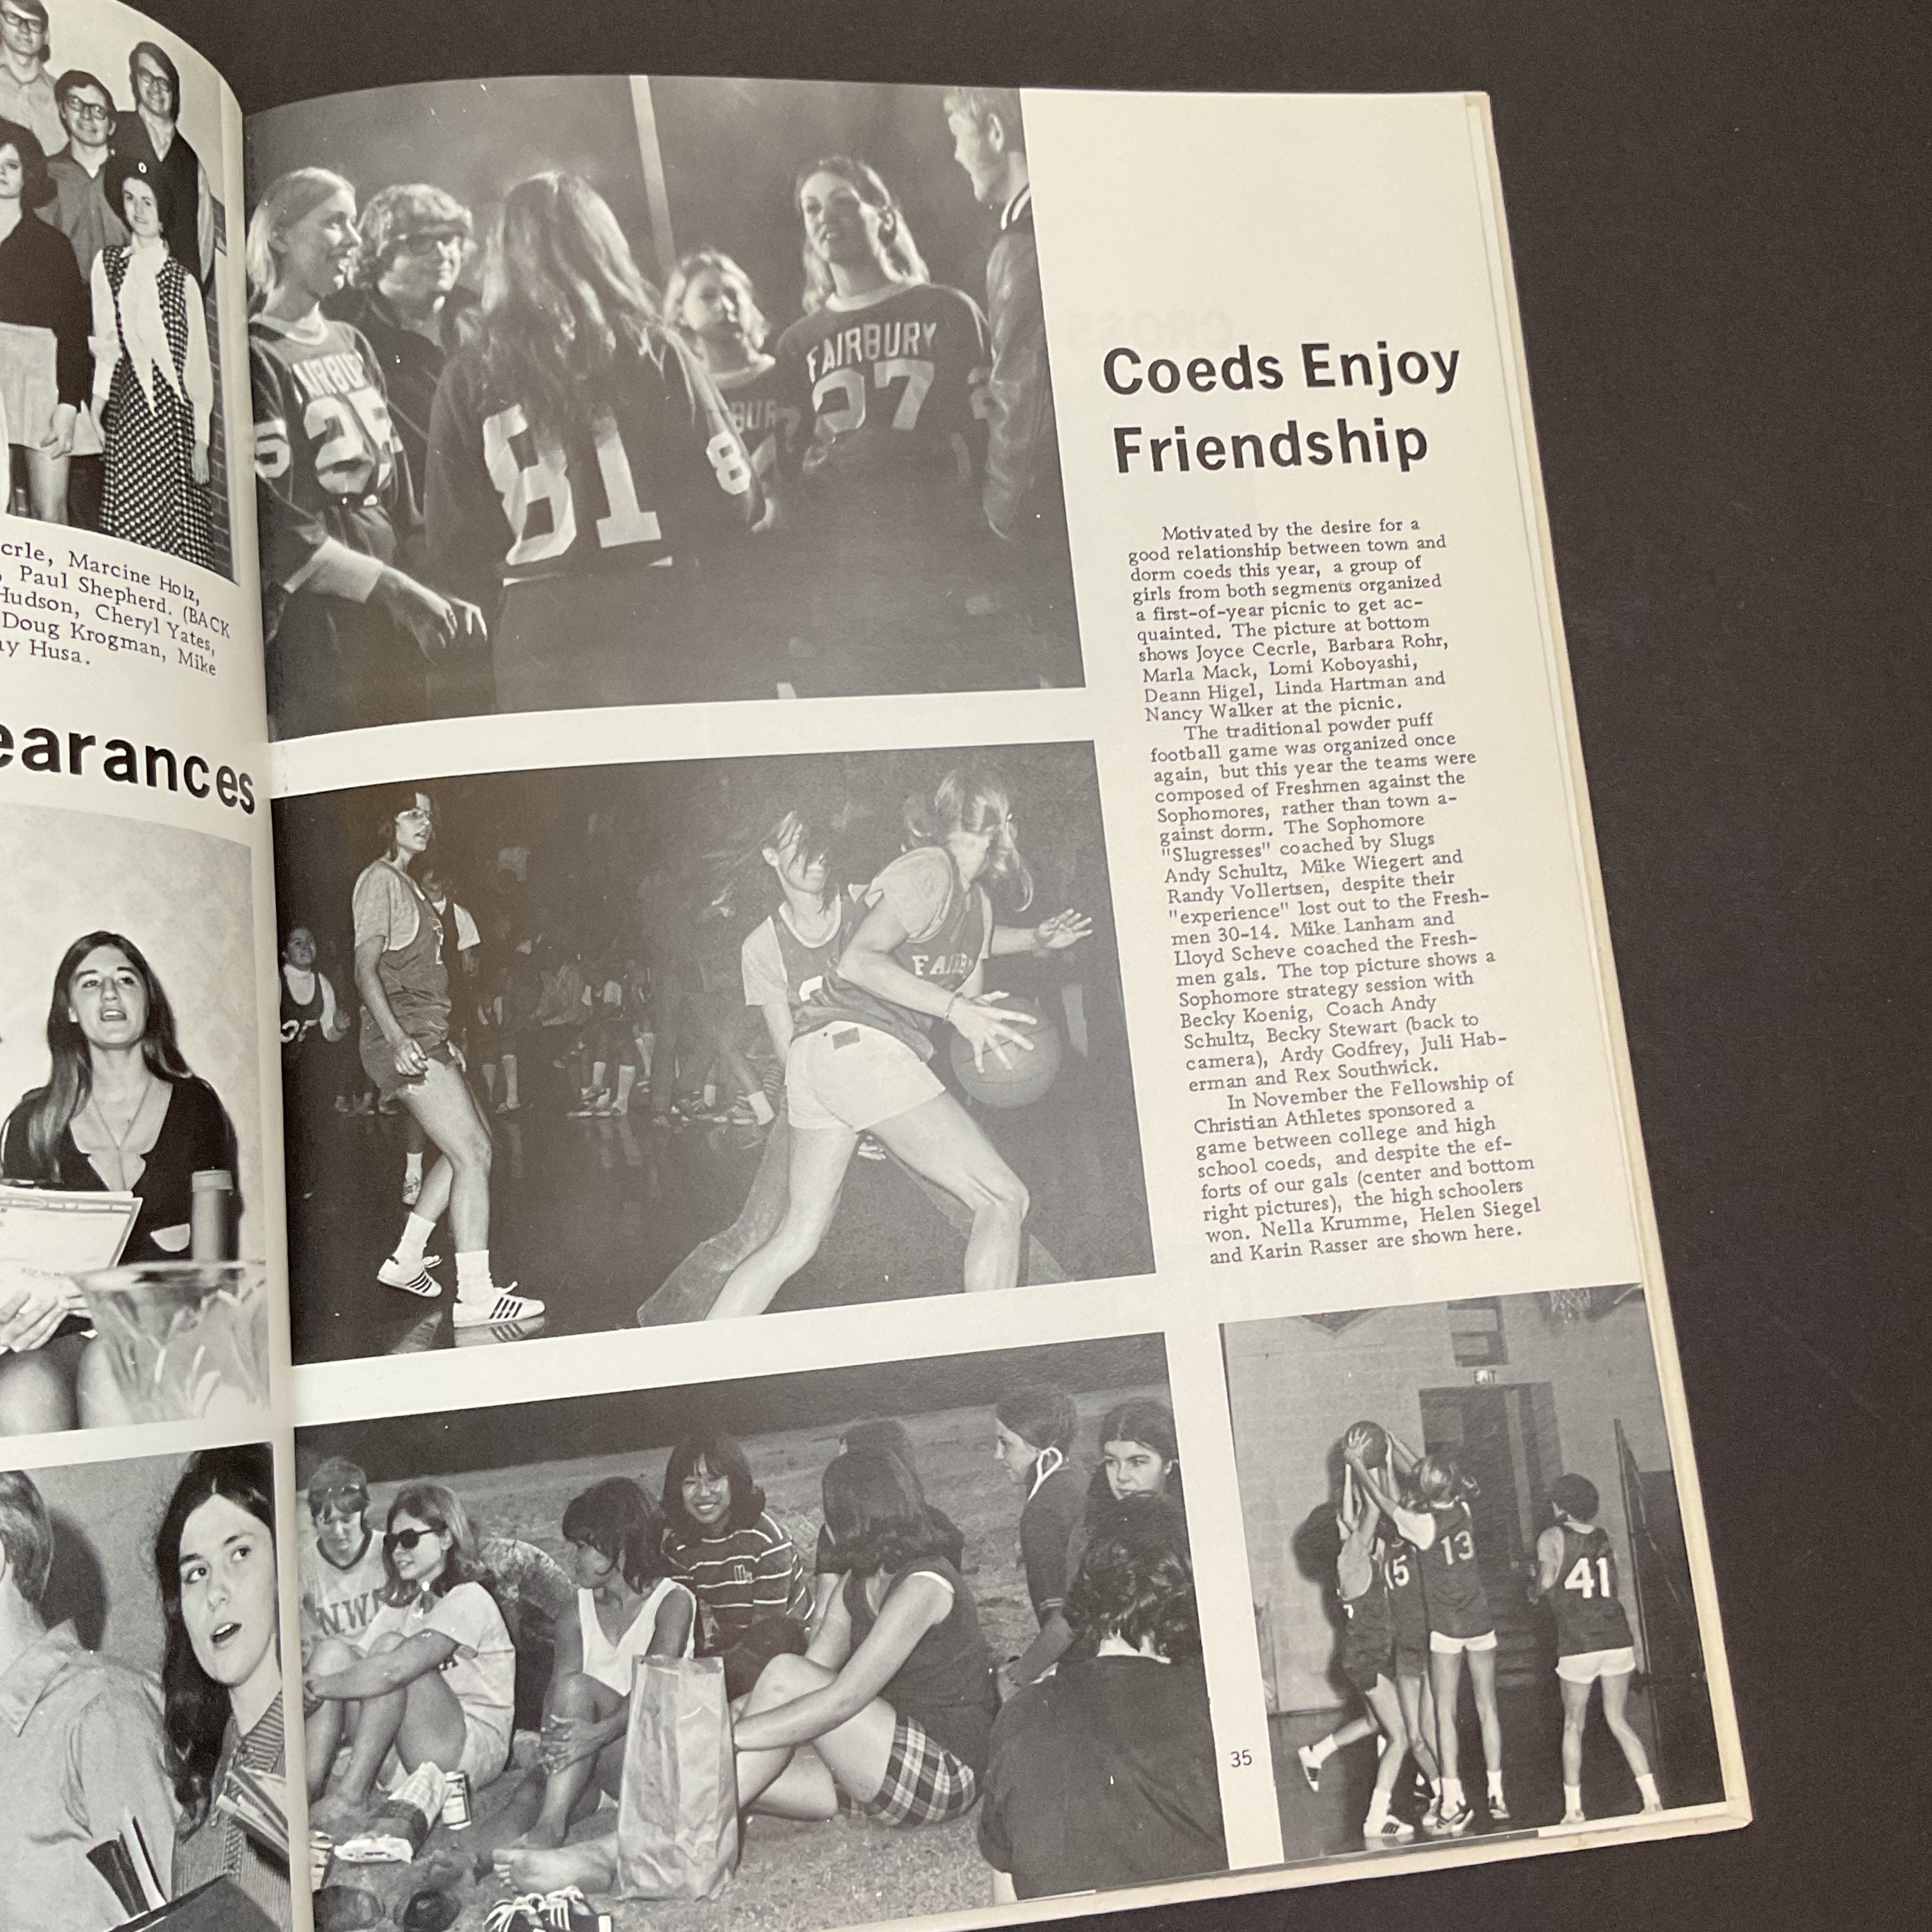 crle, Marcine Holz,
, Paul Shepherd. (BACK
Hudson, Cheryl Yates,
Doug Krogman, Mike
y Husa.
earances
FAIRBURY
27
81
8
25
5
Coeds Enjoy
Friendship
Motivated by the desire for a
good relationship between town and
dorm coeds this year, a group of
girls from both segments organized
a first-of-year picnic to get ac-
quainted. The picture at bottom
shows Joyce Cecrle, Barbara Rohr,
Marla Mack, Lomi Koboyashi,
Deann Higel, Linda Hartman and
Nancy Walker at the picnic.
The traditional powder puff
football game was organized once
again, but this year the teams were
composed of Freshmen against the
Sophomores, rather than town a-
gainst dorm. The Sophomore
"Slugresses" coached by Slugs
Andy Schultz, Mike Wiegert and
Randy Vollertsen, despite their
"experience" lost out to the Fresh-
men 30-14. Mike Lanham and
Lloyd Scheve coached the Fresh-
men gals. The top picture shows a
Sophomore strategy session with
Becky Koenig, Coach Andy
Schultz, Becky Stewart (back to
camera), Ardy Godfrey, Juli Hab-
erman and Rex Southwick.
In November the Fellowship of
Christian Athletes sponsored a
game between college and high
school coeds, and despite the ef-
forts of our gals (center and bottom
right pictures), the high schoolers
won. Nella Krumme, Helen Siegel
and Karin Rasser are shown here.
FAIRB
NW
EXIT
15
13
41
35